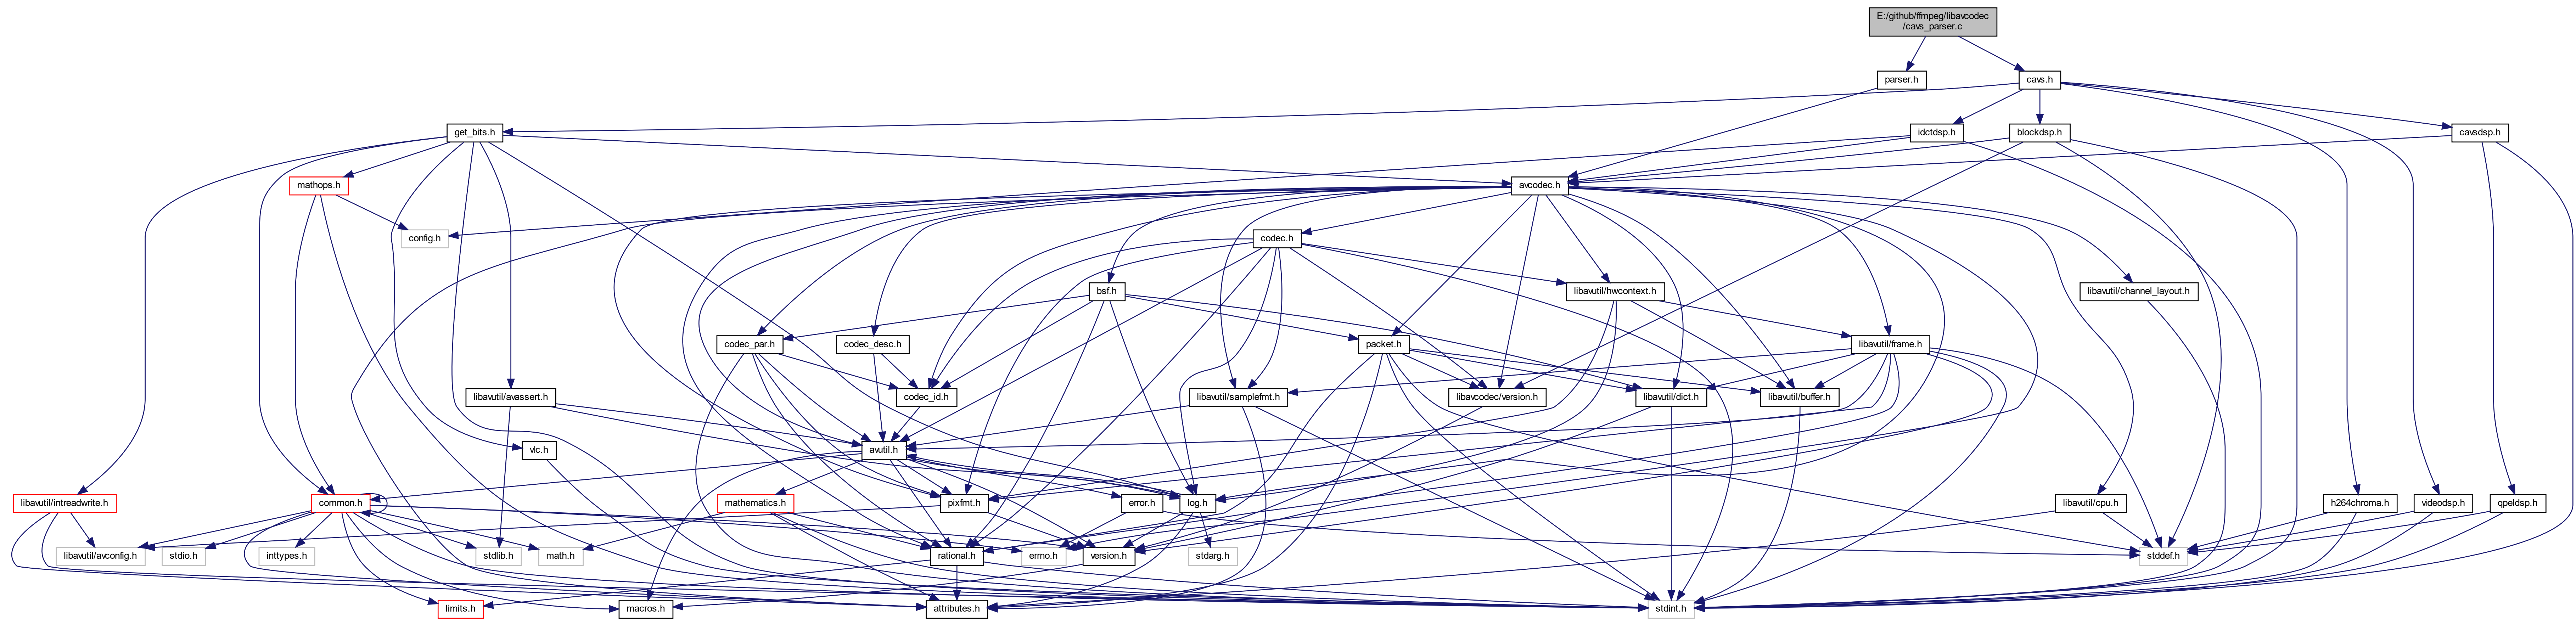 E:/github/ffmpeg/libavcodec
/cavs_parser.c
parser.h
cavs.h
get_bits.h
idctdsp.h
blockdsp.h
cavsdsp.h
mathops.h
avcodec.h
config.h
codec.h
bsf.h
libavutil/hwcontext.h
libavutil/channel_layout.h
codec_par.h
codec_desc.h
packet.h
libavutil/frame.h
libavutil/avassert.h
codec_id.h
libavutil/samplefmt.h
libavcodec/version.h
libavutil/dict.h
libavutil/buffer.h
vlc.h
avutil.h
libavutil/intreadwrite.h
common.h
mathematics.h
pixfmt.h
error.h
log.h
libavutil/cpu.h
h264chroma.h
videodsp.h
qpeldsp.h
libavutil/avconfig.h
stdio.h
inttypes.h
stdlib.h
math.h
rational.h
errno.h
version.h
stdarg.h
stddef.h
limits.h
macros.h
attributes.h
stdint.h